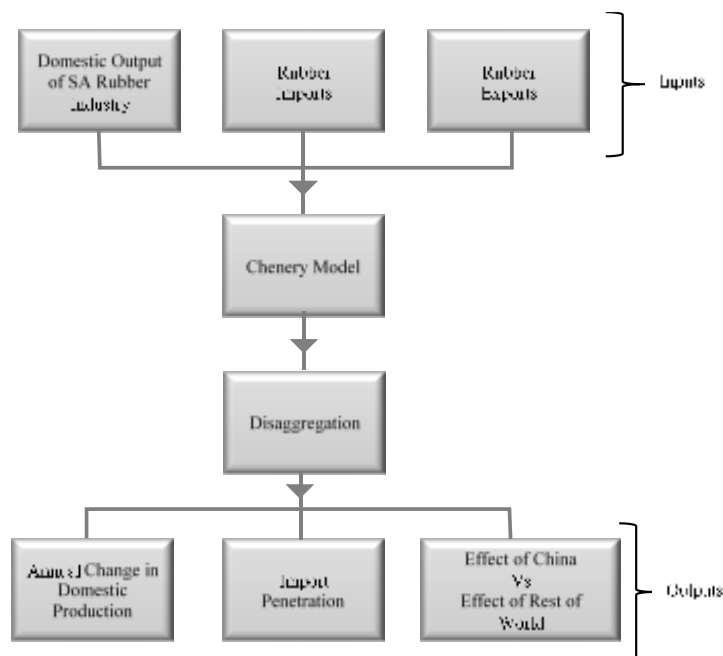 Domestic Output
of SA Rubber
Industry
Rubber
Imports
Rubber
Exports
Inputs
Chenery Model
Disaggregation
Annual Change in
Domestic
Production
Import
Penetration
Effect of China
Vs
Effect of Rest of
World
Outputs